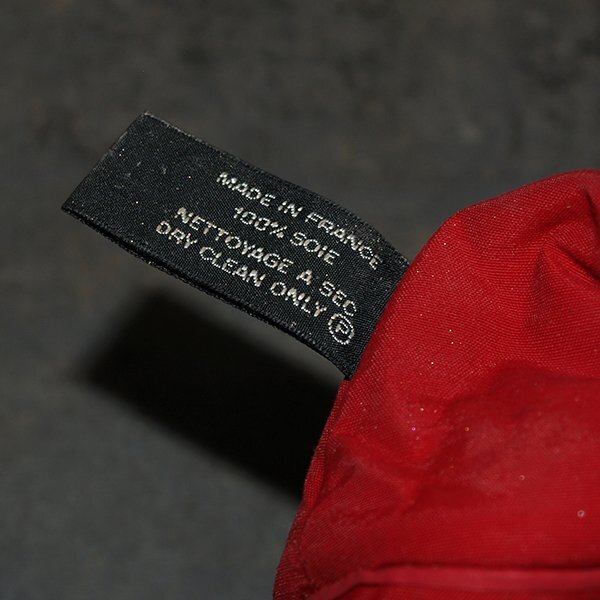 MADE IN FRANCE
100% SOIE
NETTOYAGE A SEC
DRY CLEAN ONLY Ⓟ